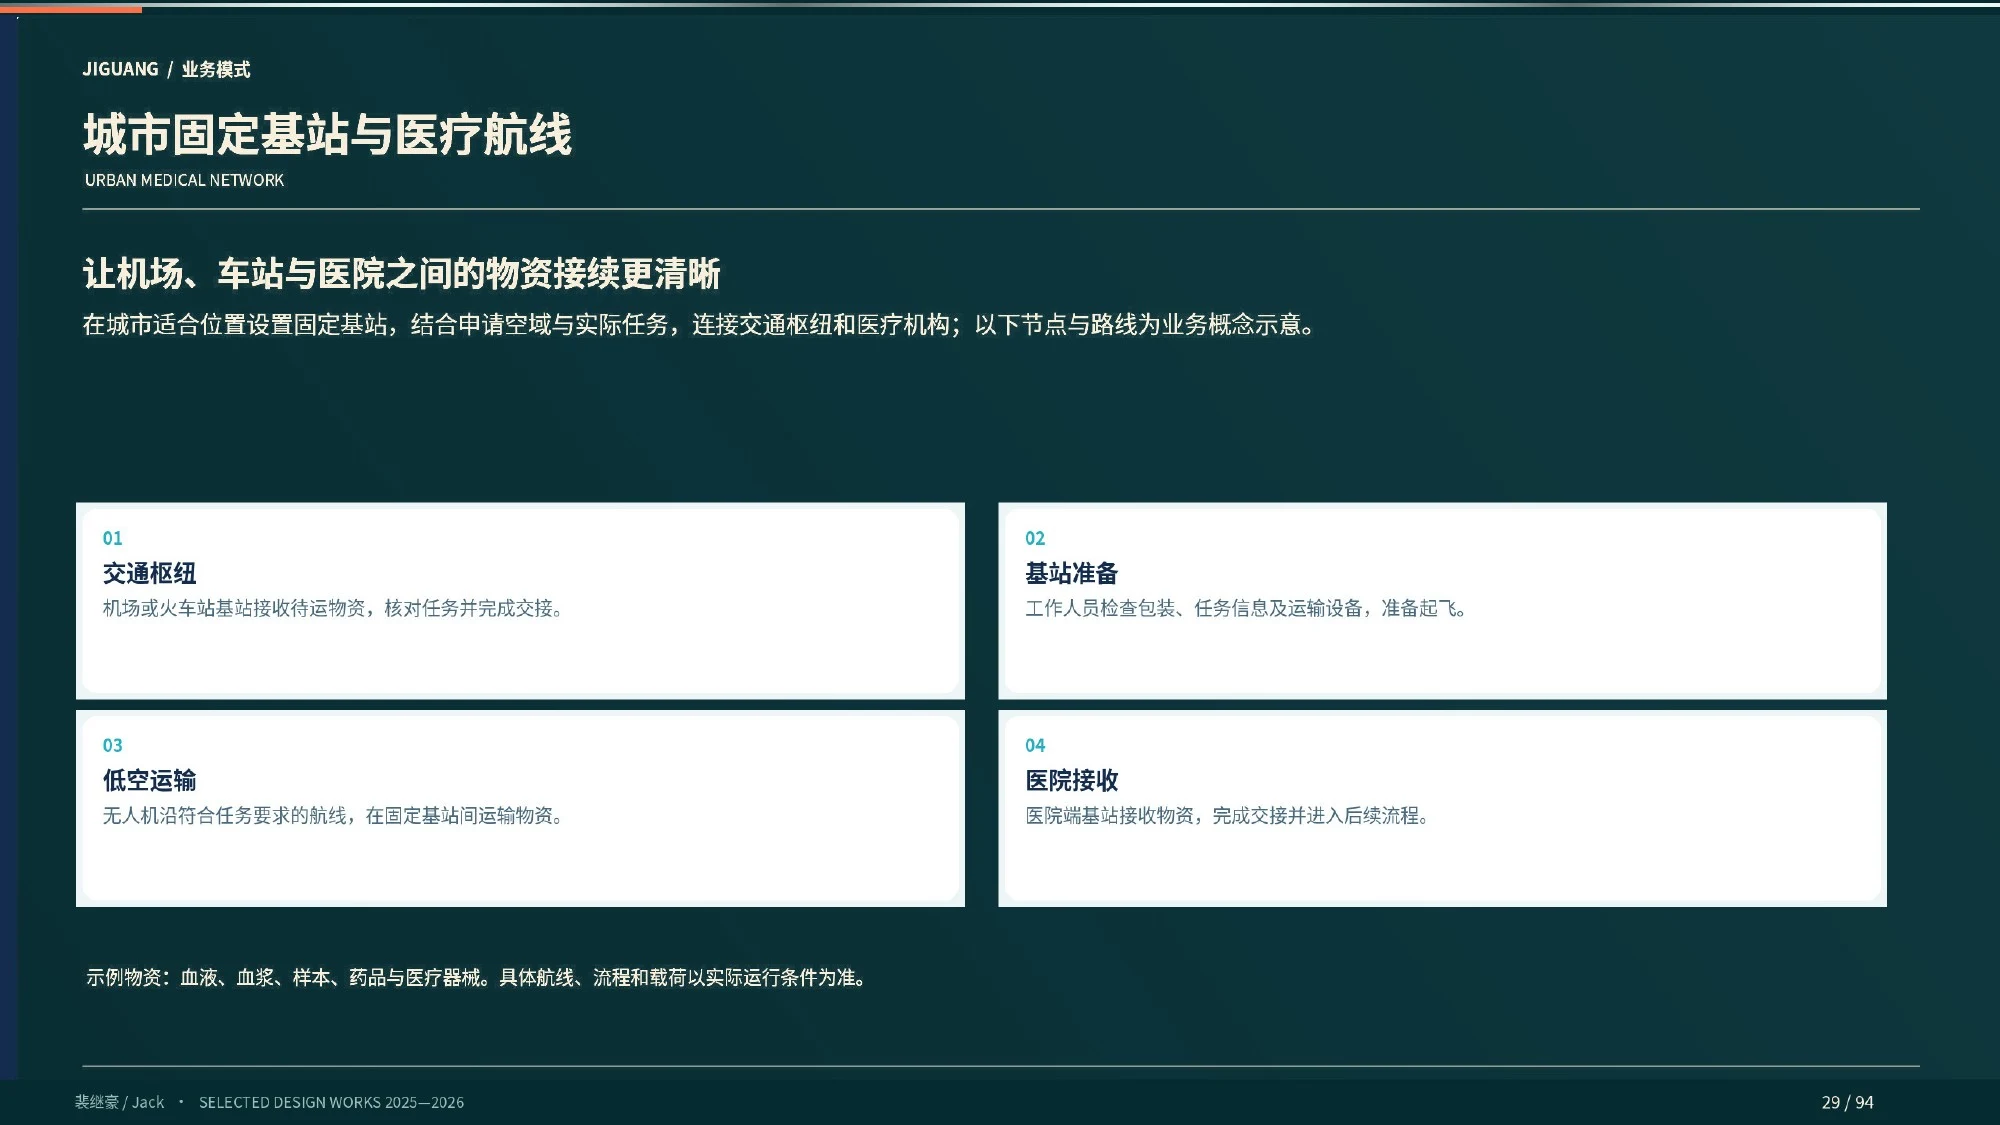 JIGUANG / 业务模式
城市固定基站与医疗航线
URBAN MEDICAL NETWORK
让机场、车站与医院之间的物资接续更清晰
在城市适合位置设置固定基站，结合申请空域与实际任务，连接交通枢纽和医疗机构；以下节点与路线为业务概念示意。
01
交通枢纽
机场或火车站基站接收待运物资，核对任务并完成交接。
02
基站准备
工作人员检查包装、任务信息及运输设备，准备起飞。
03
低空运输
无人机沿符合任务要求的航线，在固定基站间运输物资。
04
医院接收
医院端基站接收物资，完成交接并进入后续流程。
示例物资：血液、血浆、样本、药品与医疗器械。具体航线、流程和载荷以实际运行条件为准。
裴继豪 / Jack · SELECTED DESIGN WORKS 2025—2026
29 / 94